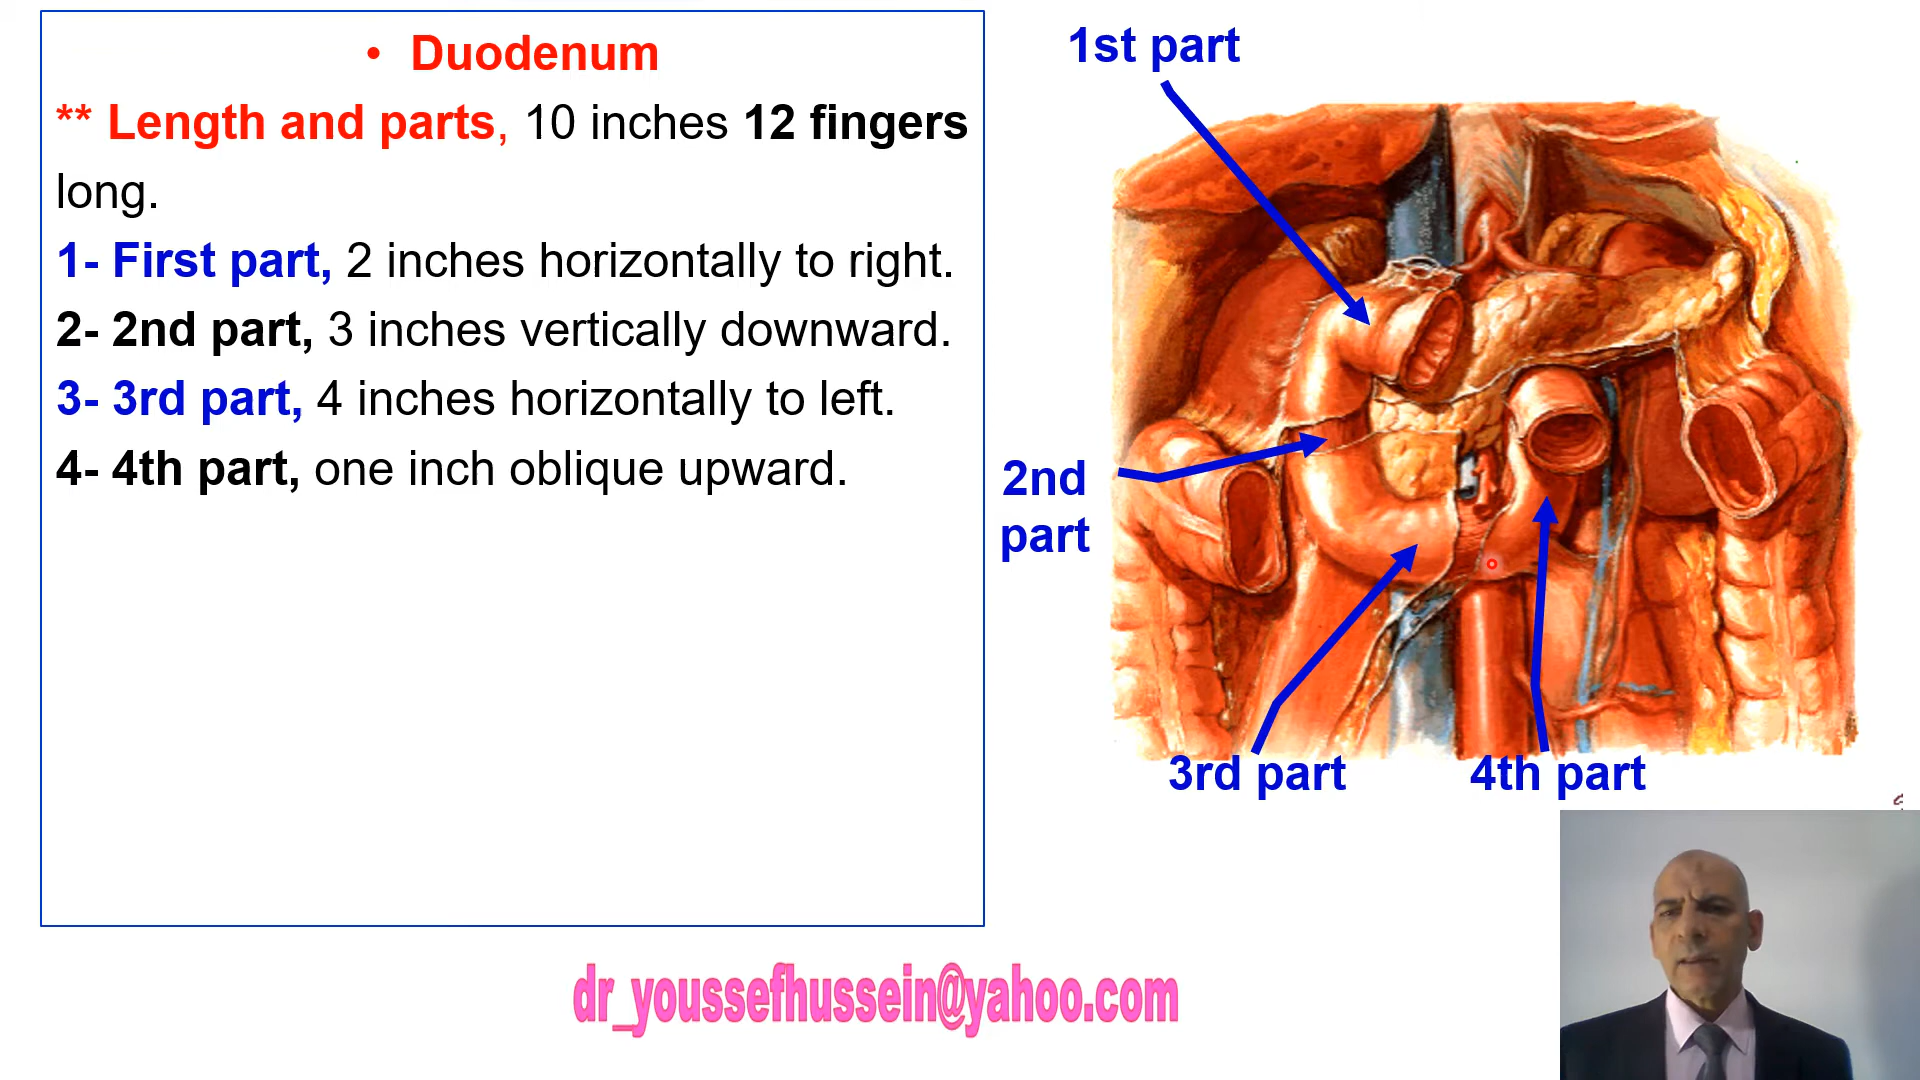 • Duodenum
** Length and parts, 10 inches 12 fingers
long.
1- First part, 2 inches horizontally to right.
2- 2nd part, 3 inches vertically downward.
3- 3rd part, 4 inches horizontally to left.
4- 4th part, one inch oblique upward.
1st part
2nd
part
3rd part
4th part
dr_youssefhussein@yahoo.com